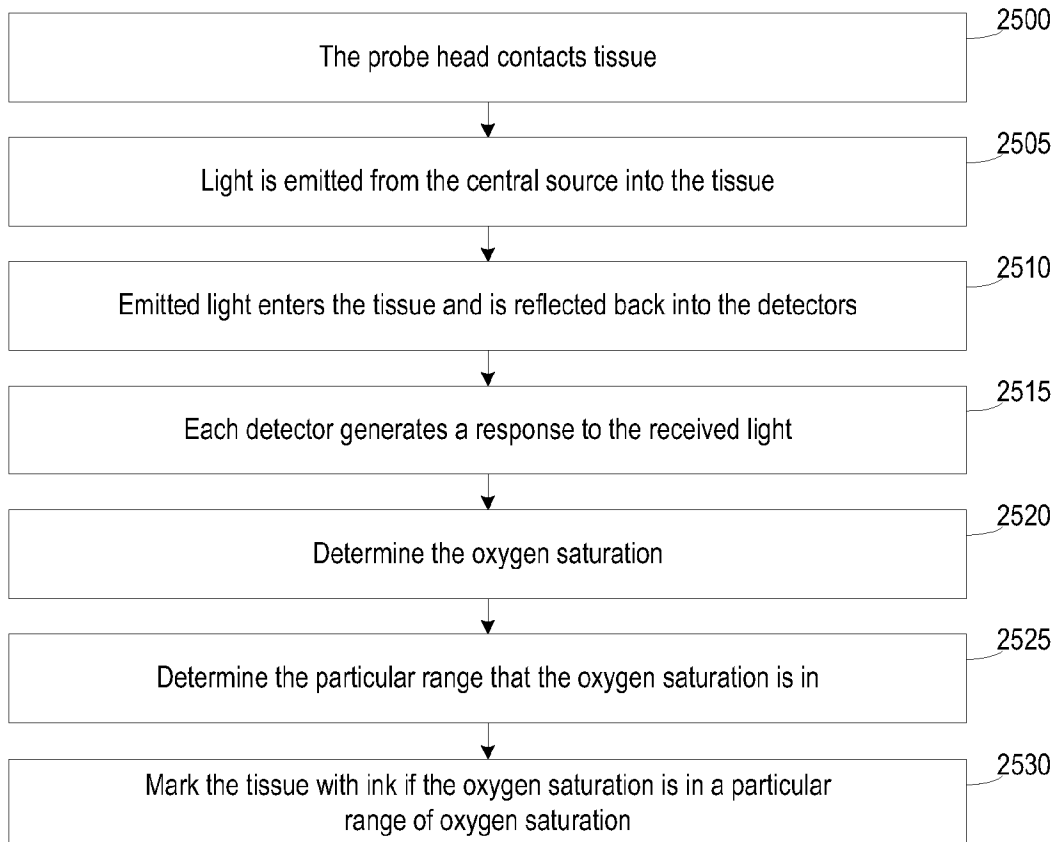 2500
The probe head contacts tissue
2505
Light is emitted from the central source into the tissue
2510
Emitted light enters the tissue and is reflected back into the detectors
2515
Each detector generates a response to the received light
2520
Determine the oxygen saturation
2525
Determine the particular range that the oxygen saturation is in
2530
Mark the tissue with ink if the oxygen saturation is in a particular
range of oxygen saturation